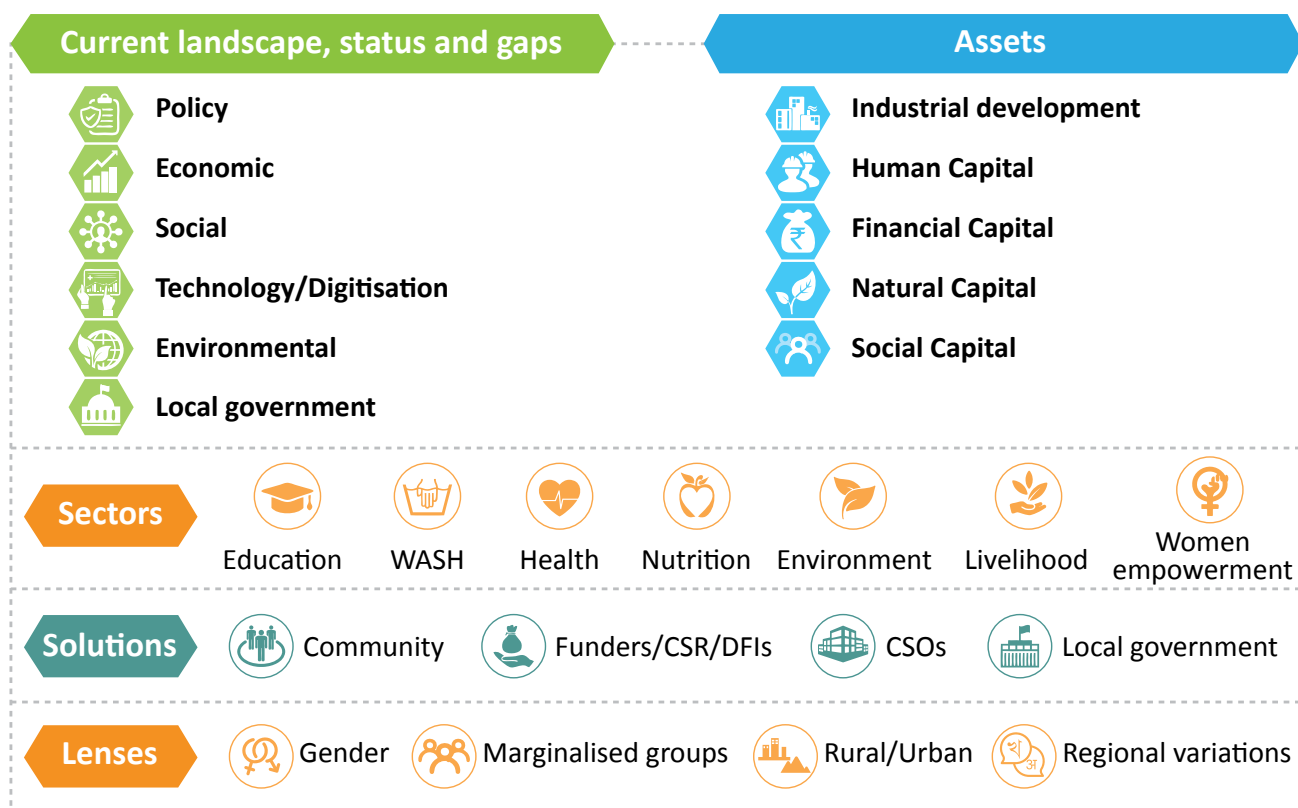 Current landscape, status and gaps
Policy
Economic
Social
Technology/Digitisation
Environmental
Local government
Assets
Industrial development
Human Capital
₹
Financial Capital
Natural Capital
Social Capital
Sectors
Education
WASH
Health
Nutrition
Environment
Livelihood
Women
empowerment
Solutions
Community
Funders/CSR/DFIs
CSOs
Local government
Lenses
Gender
Marginalised groups
Rural/Urban
अ
Regional variations